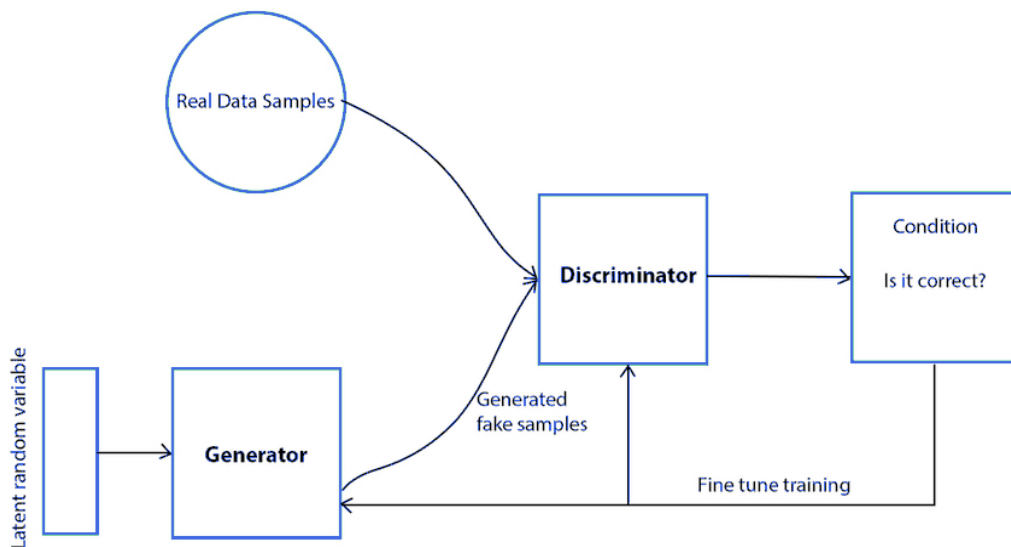 Real Data Samples
Condition
Is it correct?
Discriminator
Generated
fake samples
Latent random variable
Generator
Fine tune training